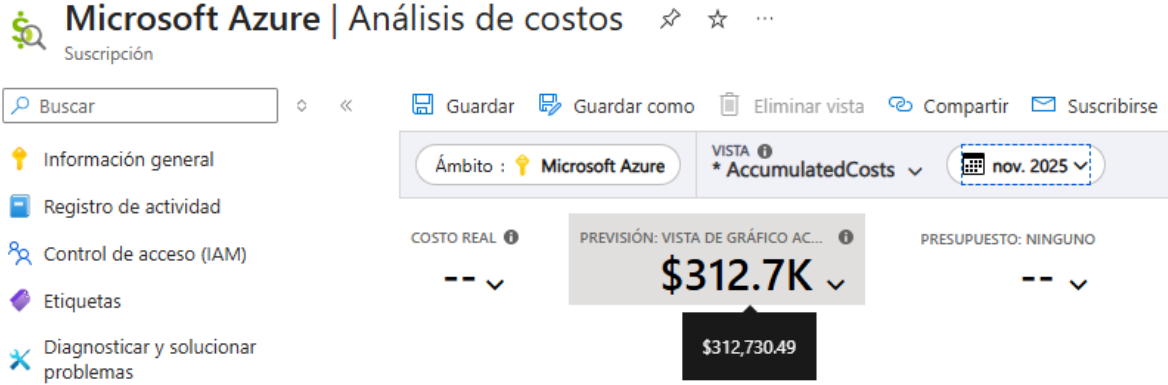 Microsoft Azure | Análisis de costos ...
Suscripción
Buscar
Guardar Guardar como Eliminar vista Compartir Suscribirse
Ámbito : Microsoft Azure
VISTA
* AccumulatedCosts
nov. 2025
Información general
Registro de actividad
Control de acceso (IAM)
Etiquetas
Diagnosticar y solucionar
problemas
COSTO REAL
--
PREVISIÓN: VISTA DE GRÁFICO AC...
$312.7K
$312,730.49
PRESUPUESTO: NINGUNO
--